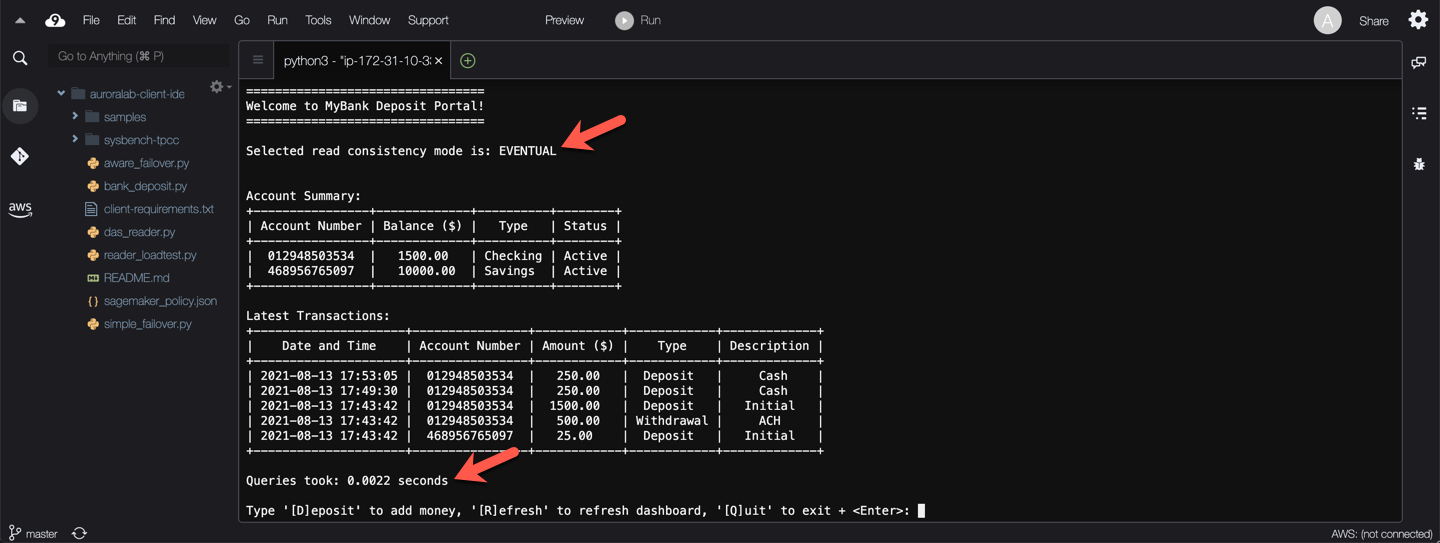 9 File Edit Find View Go Run Tools Window Support Preview Run A Share
Go to Anything (⌘ P)
auroralab-client-ide
samples
sysbench-tpcc
aware_failover.py
bank_deposit.py
client-requirements.txt
das_reader.py
reader_loadtest.py
README.md
sagemaker_policy.json
simple_failover.py
aws
python3 - "ip-172-31-10-3
=================================
Welcome to MyBank Deposit Portal!
=================================
Selected read consistency mode is: EVENTUAL
Account Summary:
+----------------+-------------+----------+--------+
| Account Number | Balance ($) | Type | Status |
+----------------+-------------+----------+--------+
| 012948503534 | 1500.00 | Checking | Active |
| 468956765097 | 10000.00 | Savings | Active |
+----------------+-------------+----------+--------+
Latest Transactions:
+---------------------+----------------+------------+------------+-------------+
| Date and Time | Account Number | Amount ($) | Type | Description |
+---------------------+----------------+------------+------------+-------------+
| 2021-08-13 17:53:05 | 012948503534 | 250.00 | Deposit | Cash |
| 2021-08-13 17:49:30 | 012948503534 | 250.00 | Deposit | Cash |
| 2021-08-13 17:43:42 | 012948503534 | 1500.00 | Deposit | Initial |
| 2021-08-13 17:43:42 | 012948503534 | 500.00 | Withdrawal | ACH |
| 2021-08-13 17:43:42 | 468956765097 | 25.00 | Deposit | Initial |
+---------------------+----------------+------------+------------+-------------+
Queries took: 0.0022 seconds
Type '[D]eposit' to add money, '[R]efresh' to refresh dashboard, '[Q]uit' to exit + <Enter>:
master
AWS: (not connected)